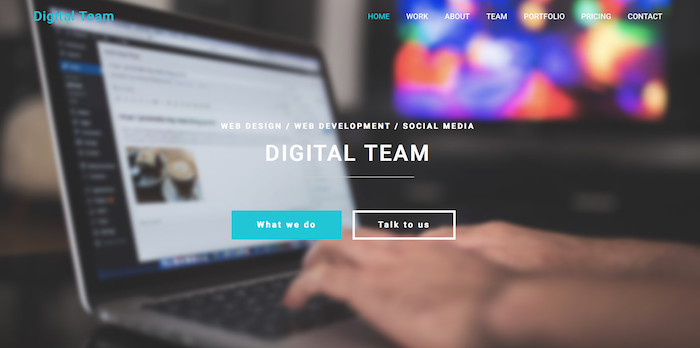 Digital Team
HOME WORK ABOUT TEAM PORTFOLIO PRICING CONTACT
WEB DESIGN / WEB DEVELOPMENT / SOCIAL MEDIA
DIGITAL TEAM
What we do
Talk to us